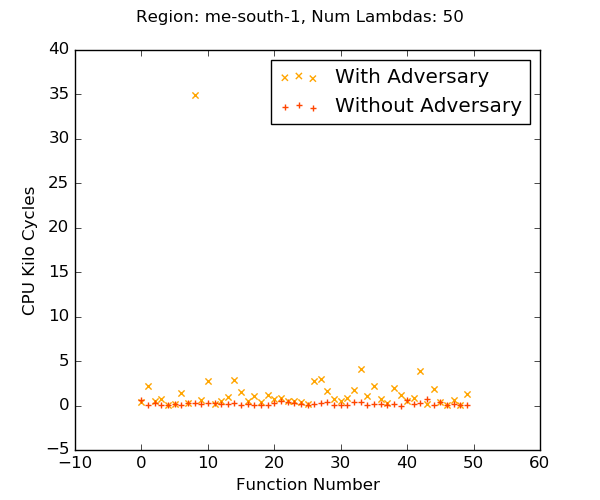 Region: me-south-1, Num Lambdas: 50
40
35
30
25
20
15
10
5
0
−5
CPU Kilo Cycles
With Adversary
Without Adversary
−10 0 10 20 30 40 50 60
Function Number